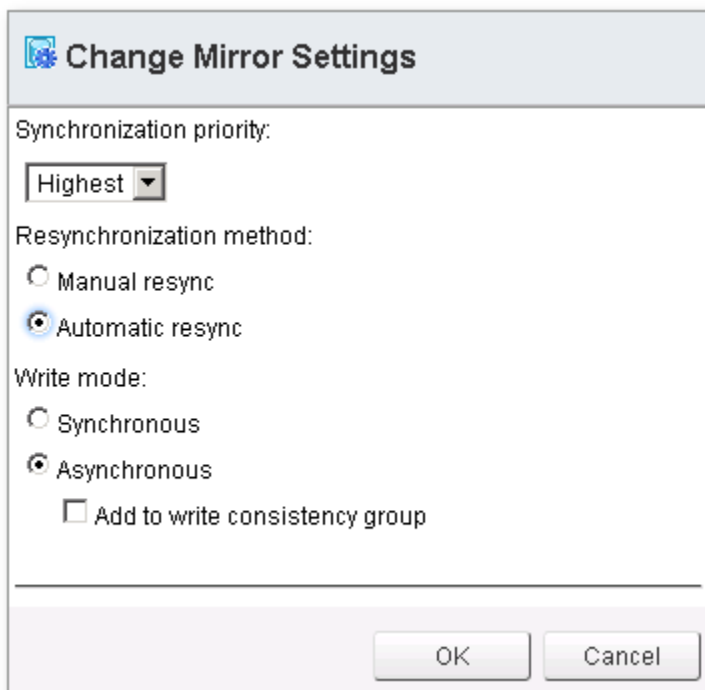 Change Mirror Settings
Synchronization priority:
Highest
Resynchronization method:
Manual resync
Automatic resync
Write mode:
Synchronous
Asynchronous
Add to write consistency group
OK Cancel